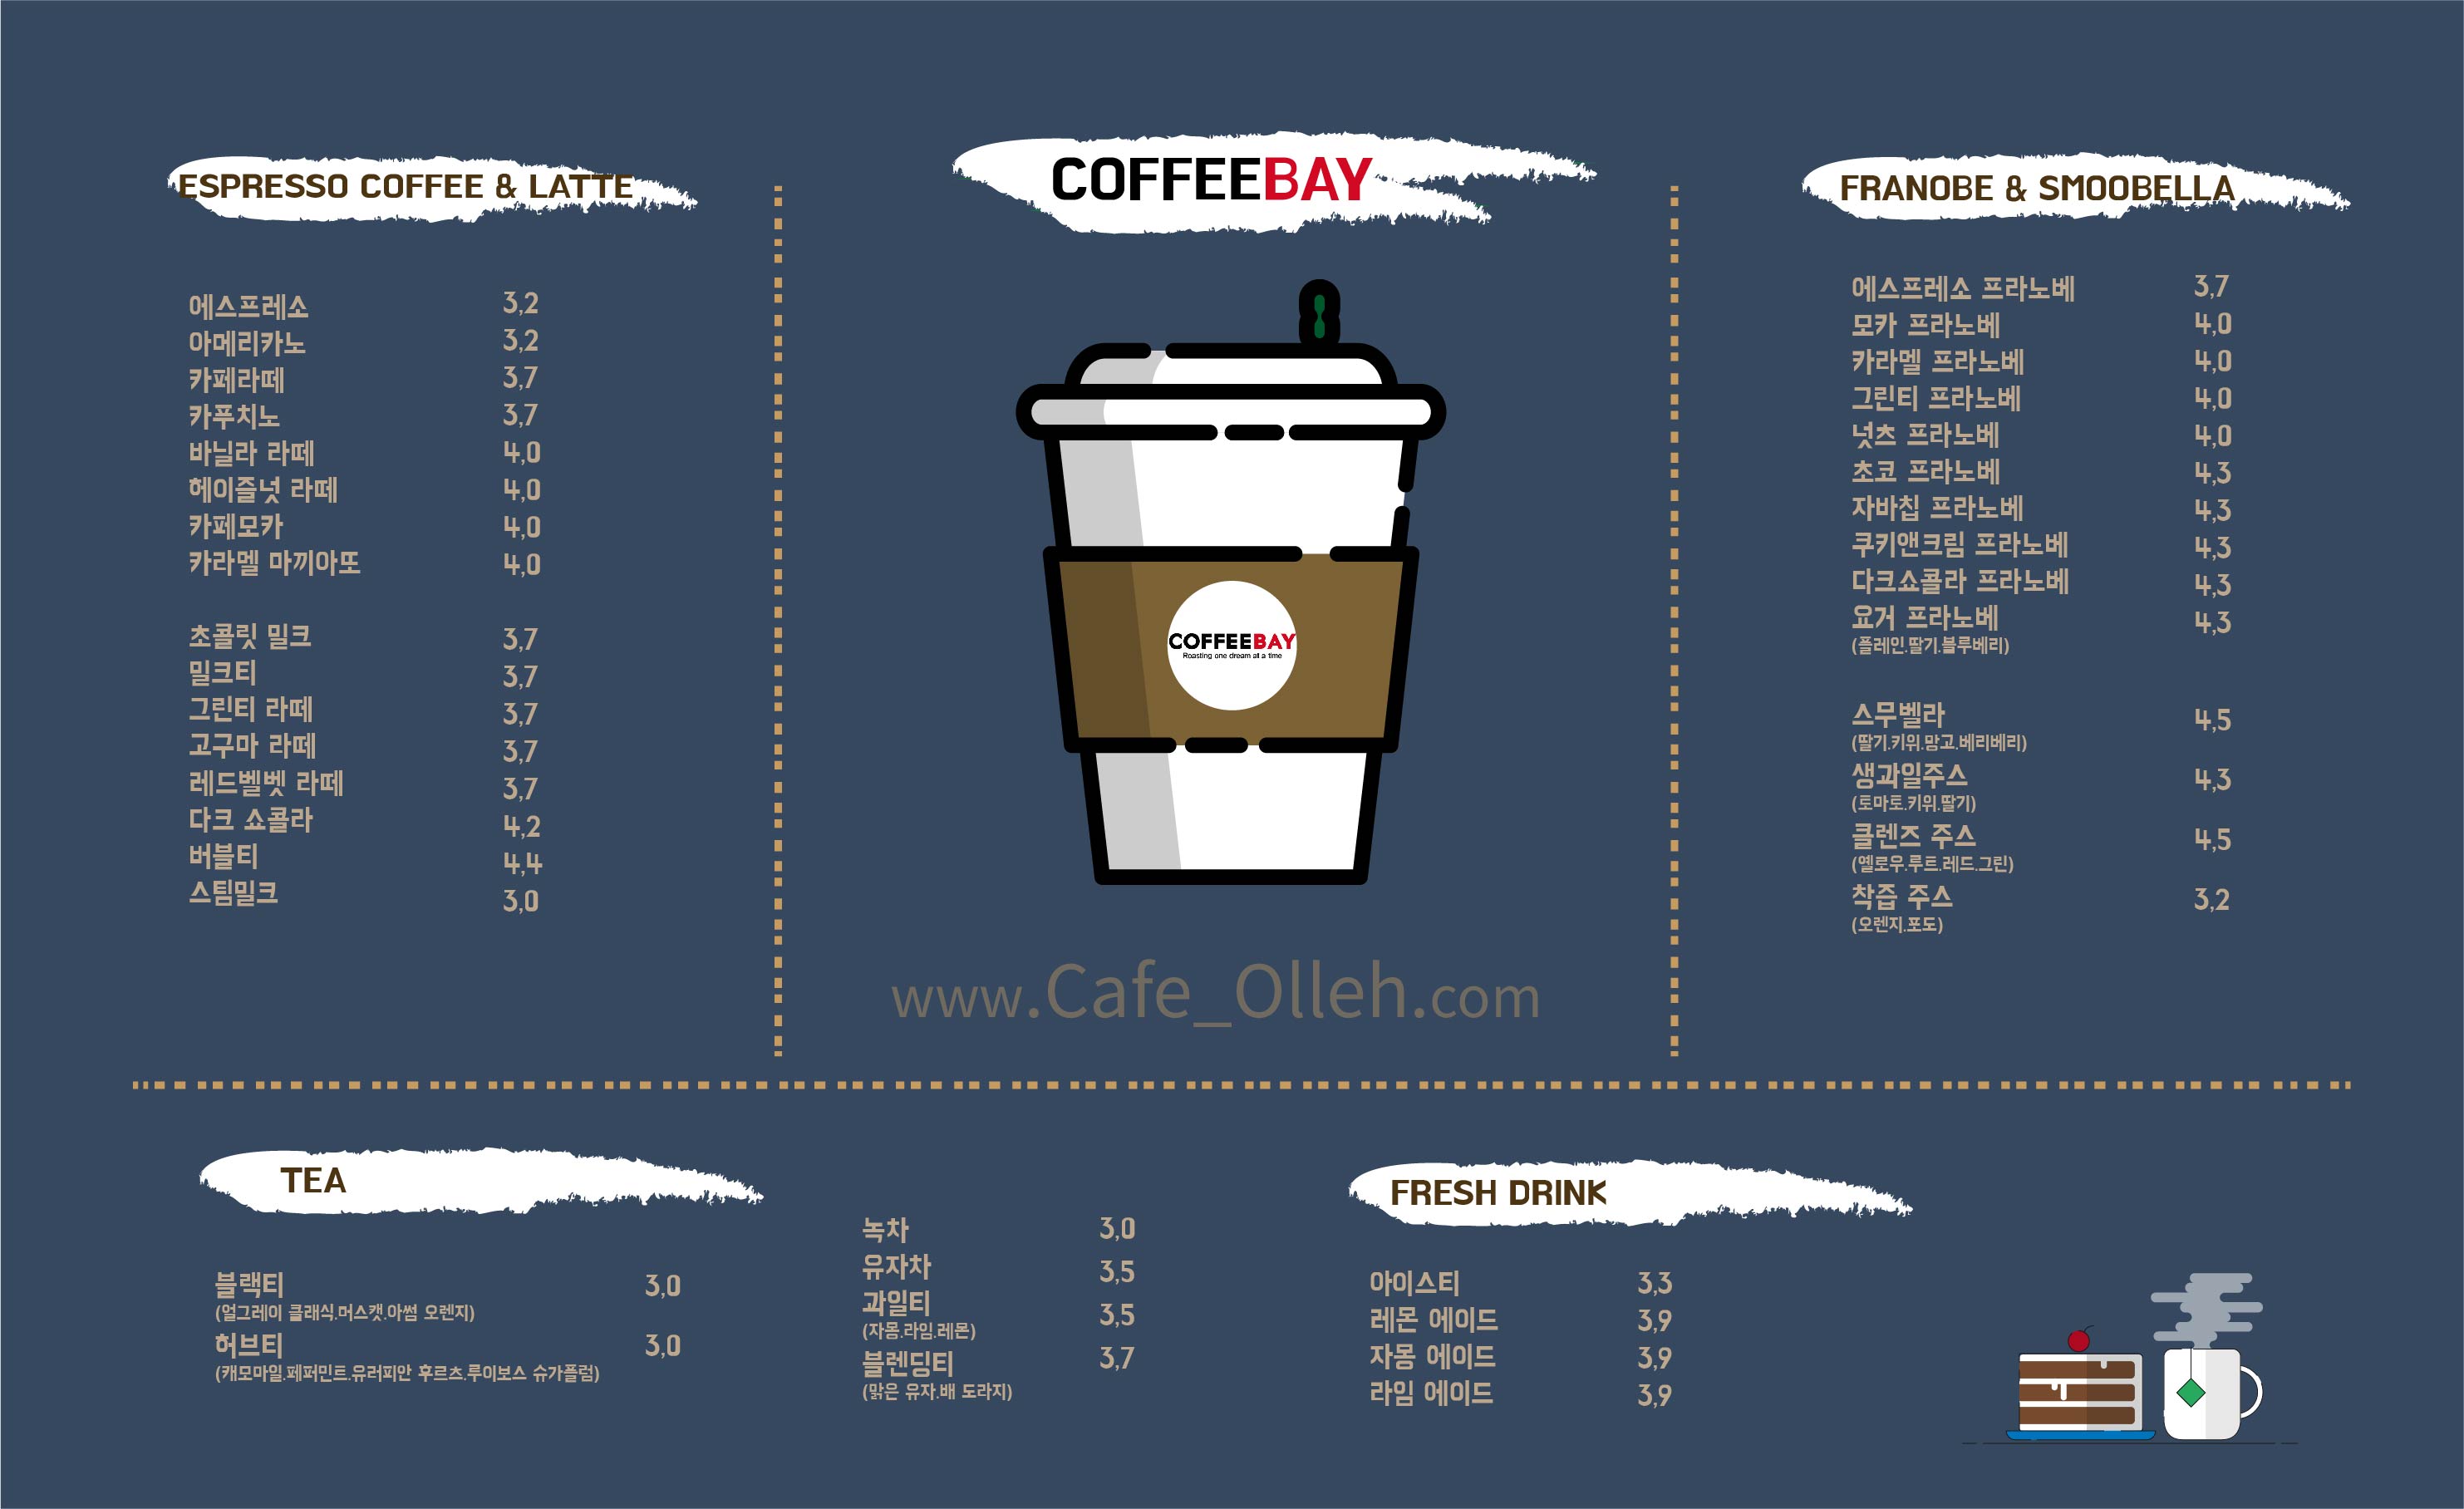 ESPRESSO COFFEE & LATTE
에스프레소 3,2
아메리카노 3,2
카페라떼 3,7
카푸치노 3,7
바닐라 라떼 4,0
헤이즐넛 라떼 4,0
카페모카 4,0
카라멜 마끼아또 4,0
초콜릿 밀크 3,7
밀크티 3,7
그린티 라떼 3,7
고구마 라떼 3,7
레드벨벳 라떼 3,7
다크 쇼콜라 4,2
버블티 4,4
스팀밀크 3,0
COFFEEBAY
COFFEEBAY
Roasting one dream all a time
www.Cafe_Olleh.com
FRANOBE & SMOOBELLA
에스프레소 프라노베 3,7
모카 프라노베 4,0
카라멜 프라노베 4,0
그린티 프라노베 4,0
넛츠 프라노베 4,0
초코 프라노베 4,3
자바칩 프라노베 4,3
쿠키앤크림 프라노베 4,3
다크쇼콜라 프라노베 4,3
요거 프라노베 4,3
(플레인.딸기.블루베리)
스무벨라 4,5
(딸기.키위.망고.베리베리)
생과일주스 4,3
(토마토.키위.딸기)
클렌즈 주스 4,5
(옐로우.루트.레드.그린)
착즙 주스 3,2
(오렌지.포도)
TEA
블랙티 3,0
(얼그레이 클래식.머스캣.아썸 오렌지)
허브티 3,0
(캐모마일.페퍼민트.유러피안 후르츠.루이보스 슈가플럼)
녹차 3,0
유자차 3,5
과일티 3,5
(자몽.라임.레몬)
블렌딩티 3,7
(맑은 유자.배 도라지)
FRESH DRINK
아이스티 3,3
레몬 에이드 3,9
자몽 에이드 3,9
라임 에이드 3,9